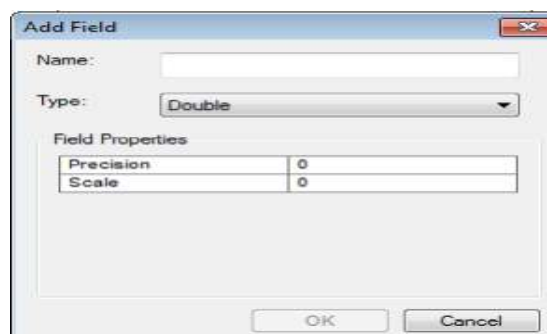 Add Field
Name:
Type: Double
Field Properties
Precision 0
Scale 0
OK Cancel